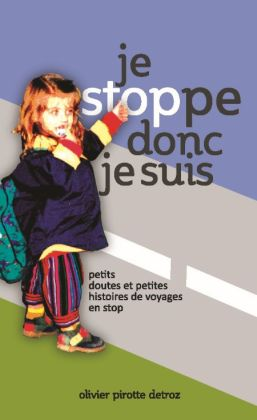 je
stoppe
donc
je suis
petits
doutes et petites
histoires de voyages
en stop
olivier pirotte detroz